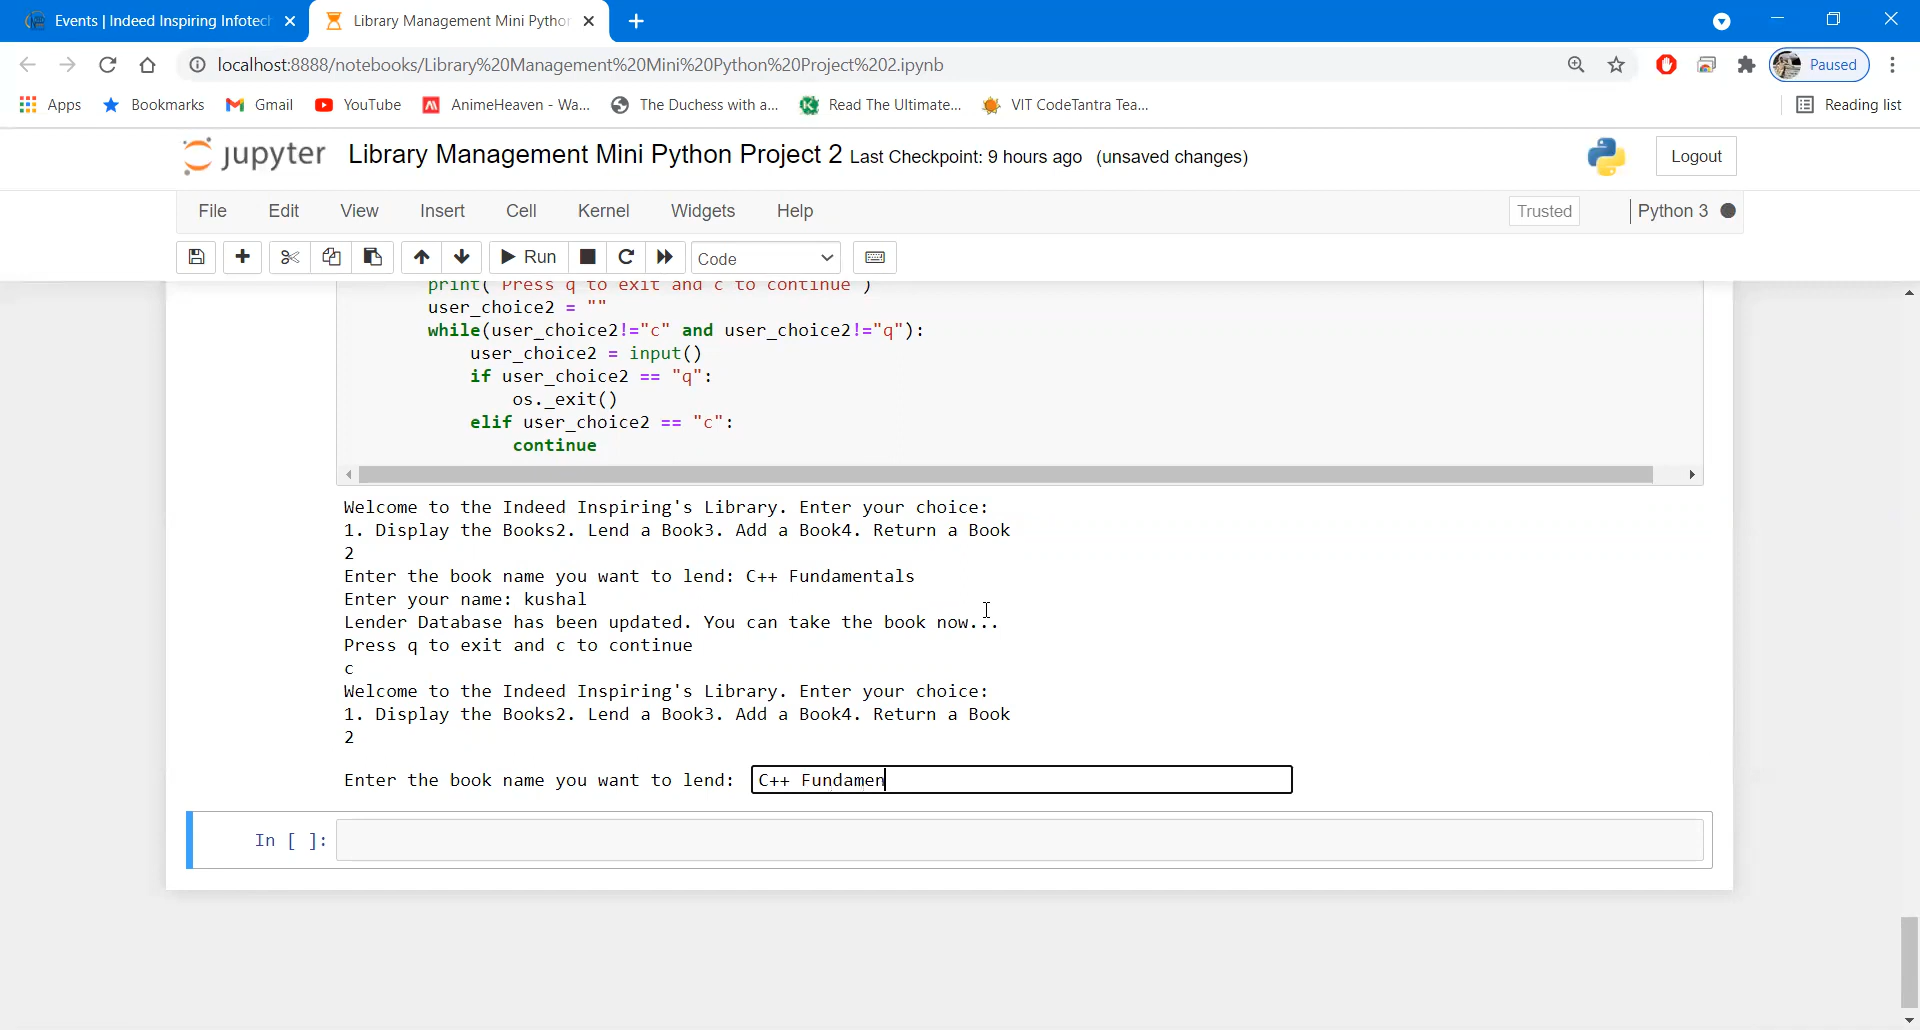 Events | Indeed Inspiring Infotech
Library Management Mini Python
localhost:8888/notebooks/Library%20Management%20Mini%20Python%20Project%202.ipynb
Paused
Apps Bookmarks Gmail YouTube AnimeHeaven - Wa... The Duchess with a... Read The Ultimate... VIT CodeTantra Tea... Reading list
jupyter Library Management Mini Python Project 2 Last Checkpoint: 9 hours ago (unsaved changes)
Logout
File Edit View Insert Cell Kernel Widgets Help Trusted Python 3
Run Code
print("Press q to exit and c to continue")
user_choice2 = ""
while(user_choice2!="c" and user_choice2!="q"):
user_choice2 = input()
if user_choice2 == "q":
os._exit()
elif user_choice2 == "c":
continue
Welcome to the Indeed Inspiring's Library. Enter your choice:
1. Display the Books2. Lend a Book3. Add a Book4. Return a Book
2
Enter the book name you want to lend: C++ Fundamentals
Enter your name: kushal
Lender Database has been updated. You can take the book now...
Press q to exit and c to continue
c
Welcome to the Indeed Inspiring's Library. Enter your choice:
1. Display the Books2. Lend a Book3. Add a Book4. Return a Book
2
Enter the book name you want to lend: C++ Fundamen
In [ ]: